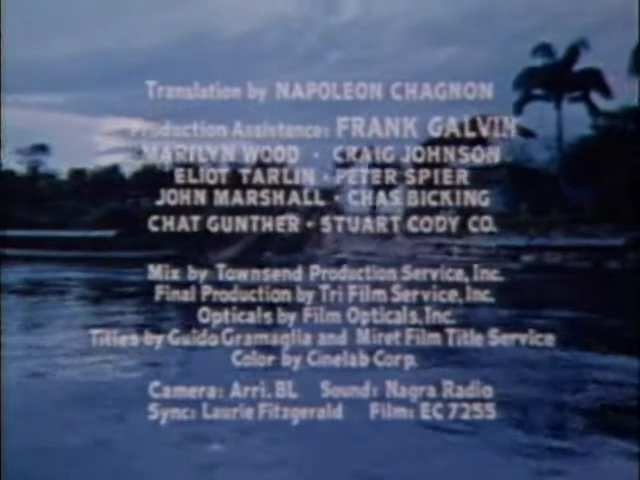 Translation by NAPOLEON CHAGNON
Production Assistance: FRANK GALVIN
MARILYN WOOD · CRAIG JOHNSON
ELIOT TARLIN · PETER SPIER
JOHN MARSHALL · CHAS BICKING
CHAT GUNTHER · STUART CODY CO.
Mix by Townsend Production Service, Inc.
Final Production by Tri Film Service, Inc.
Opticals by Film Opticals, Inc.
Titles by Guido Gramaglia and Miret Film Title Service
Color by Cinelab Corp.
Camera: Arri. BL Sound: Nagra Radio
Sync: Laurie Fitzgerald Film: EC 7255